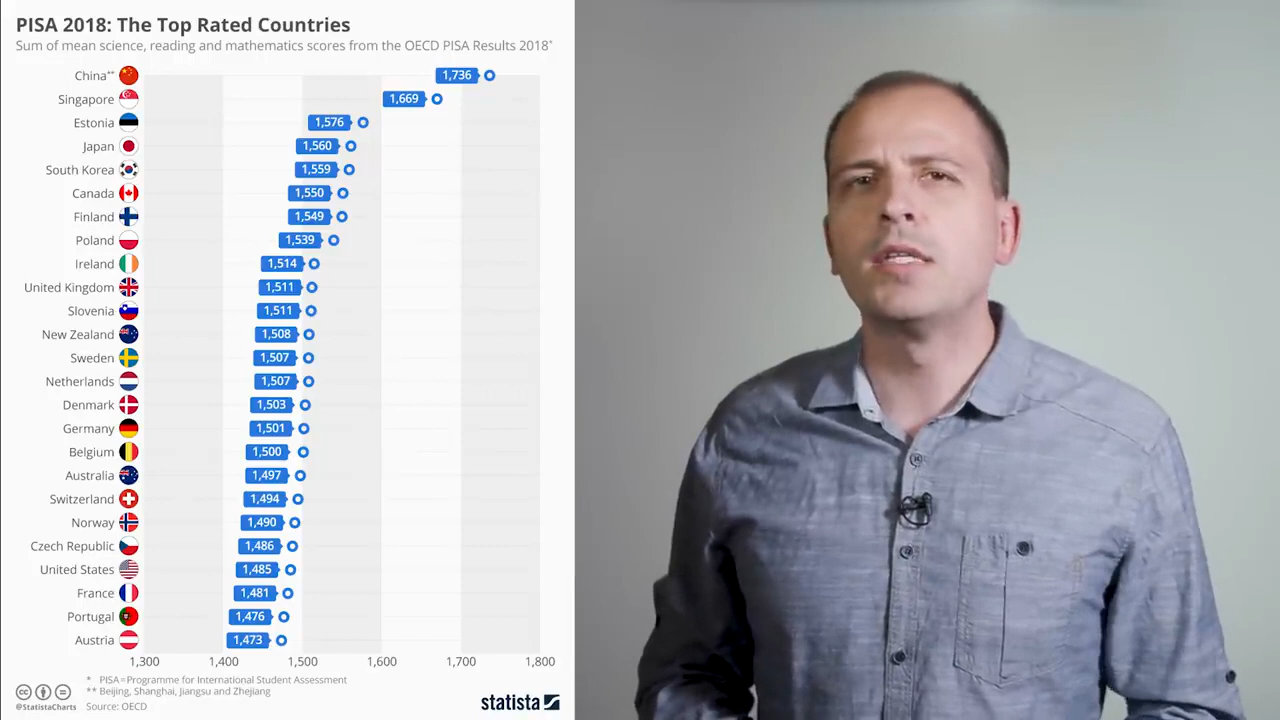 PISA 2018: The Top Rated Countries
Sum of mean science, reading and mathematics scores from the OECD PISA Results 2018*
China** 1,736
Singapore 1,669
Estonia 1,576
Japan 1,560
South Korea 1,559
Canada 1,550
Finland 1,549
Poland 1,539
Ireland 1,514
United Kingdom 1,511
Slovenia 1,511
New Zealand 1,508
Sweden 1,507
Netherlands 1,507
Denmark 1,503
Germany 1,501
Belgium 1,500
Australia 1,497
Switzerland 1,494
Norway 1,490
Czech Republic 1,486
United States 1,485
France 1,481
Portugal 1,476
Austria 1,473
1,300 1,400 1,500 1,600 1,700 1,800
* PISA=Programme for International Student Assessment
** Beijing, Shanghai, Jiangsu and Zhejiang
@StatistaCharts Source: OECD
statista